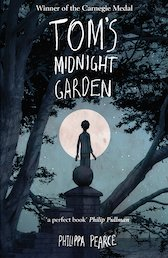 Winner of the Carnegie Medal
TOM'S
MIDNIGHT
GARDEN
'a perfect book' Philip Pullman
PHILIPPA PEARCE